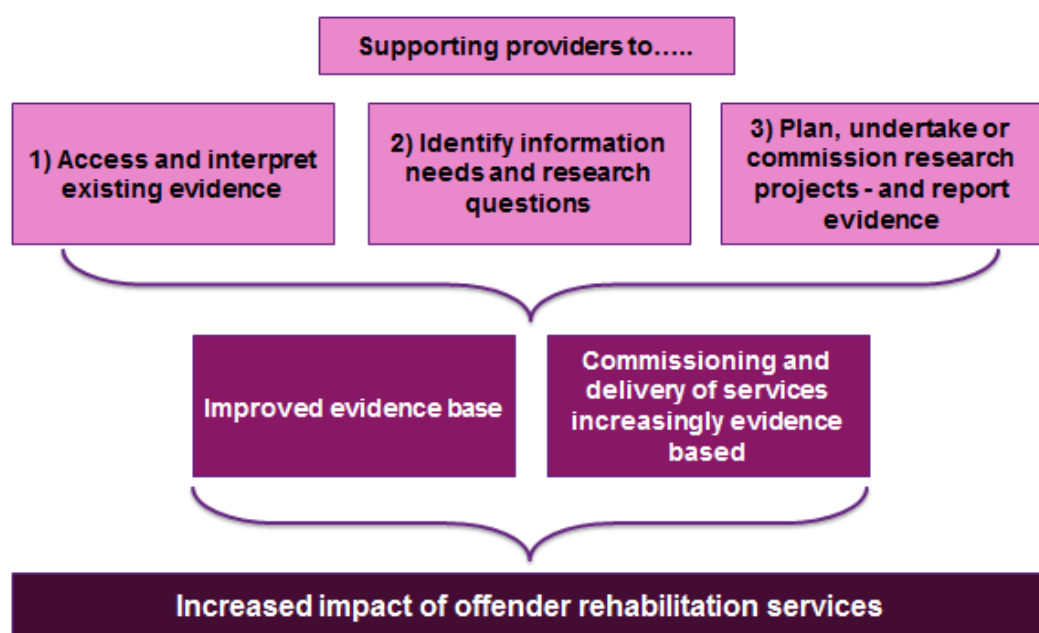 Supporting providers to.....
1) Access and interpret
existing evidence
2) Identify information
needs and research
questions
3) Plan, undertake or
commission research
projects - and report
evidence
Improved evidence base
Commissioning and
delivery of services
increasingly evidence
based
Increased impact of offender rehabilitation services